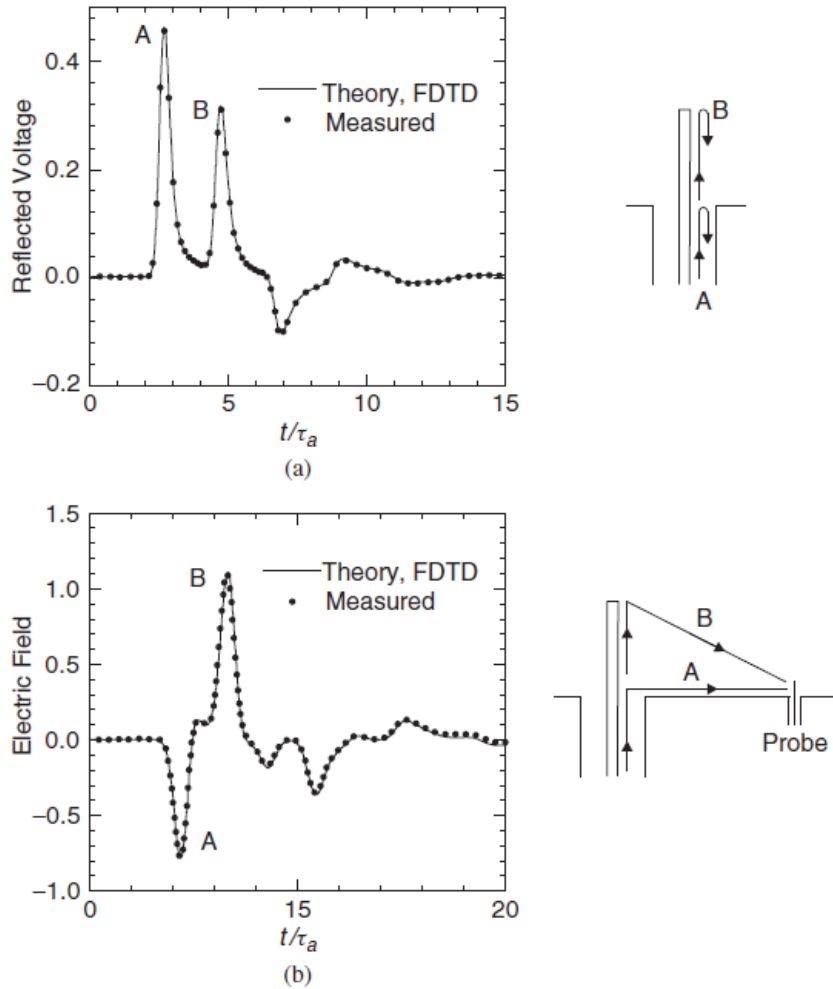 A
B
Theory, FDTD
Measured
0.4
0.2
0.0
−0.2
Reflected Voltage
0
5
10
15
t/τa
(a)
B
A
1.5
1.0
0.5
0.0
−0.5
−1.0
Electric Field
B
A
Theory, FDTD
Measured
0
15
20
t/τa
(b)
B
A
Probe